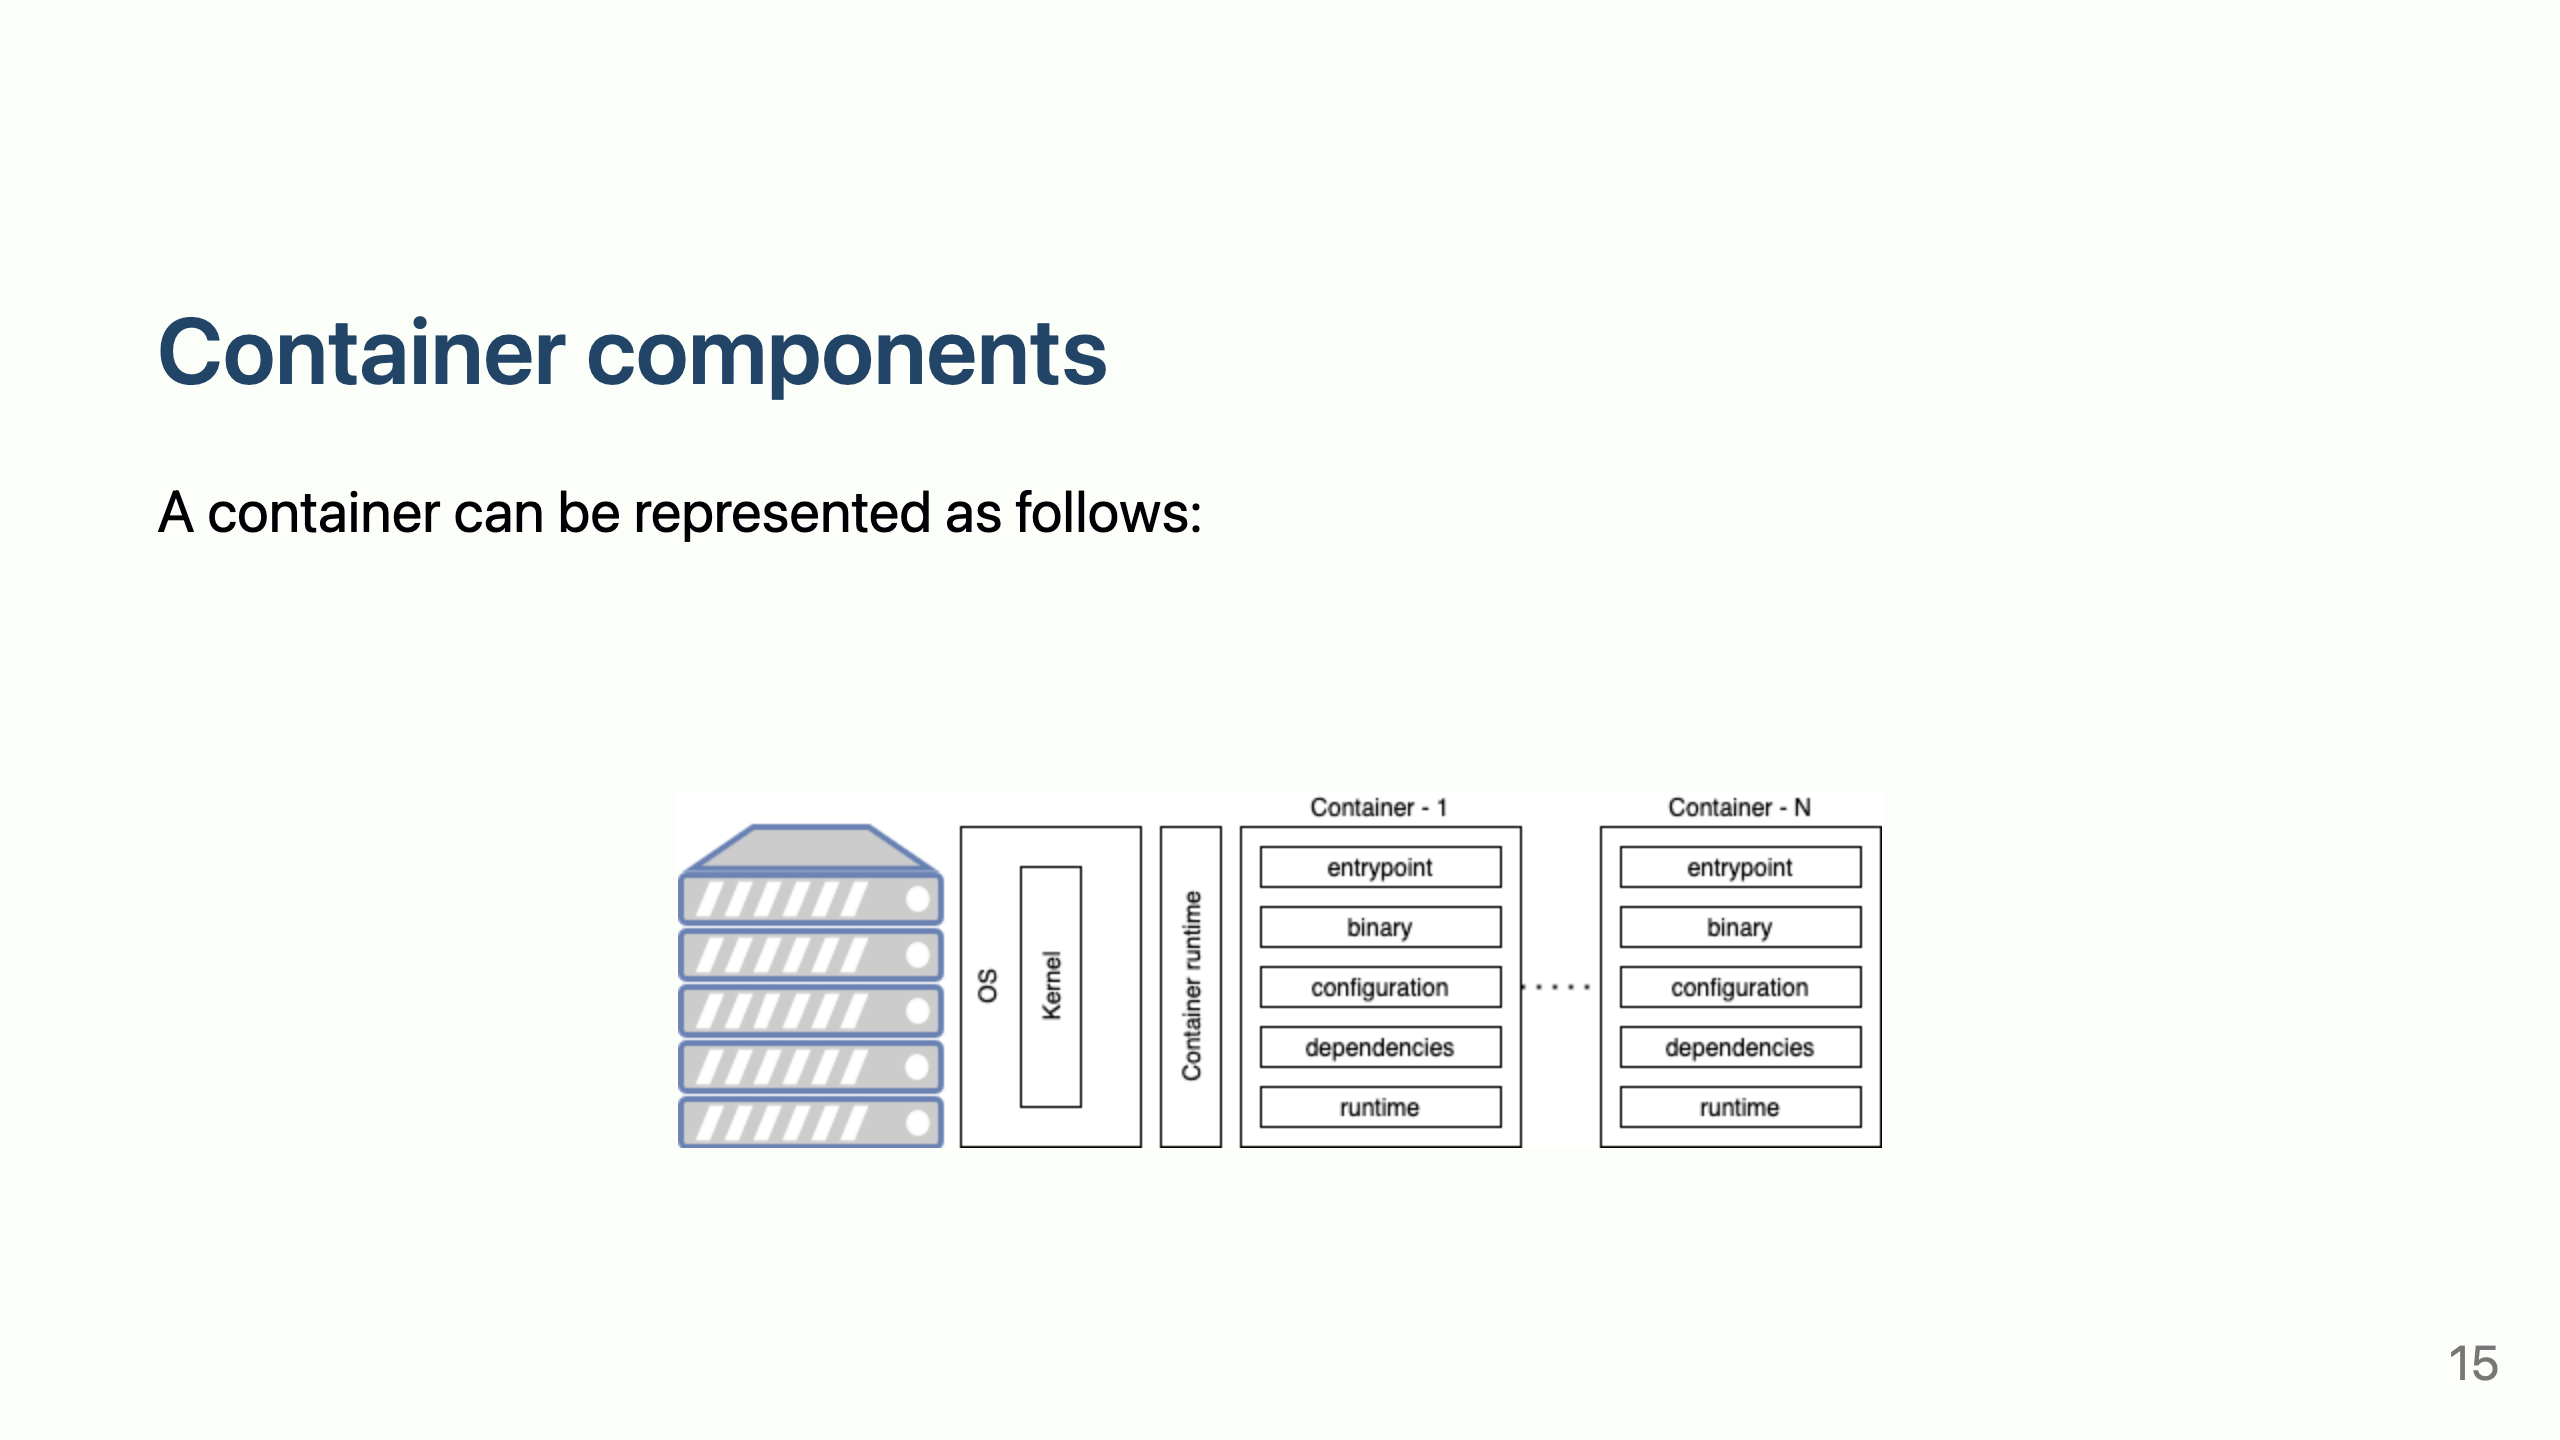 Container components
A container can be represented as follows:
OS
Kernel
Container runtime
Container - 1
entrypoint
binary
configuration
dependencies
runtime
.....
Container - N
entrypoint
binary
configuration
dependencies
runtime
15